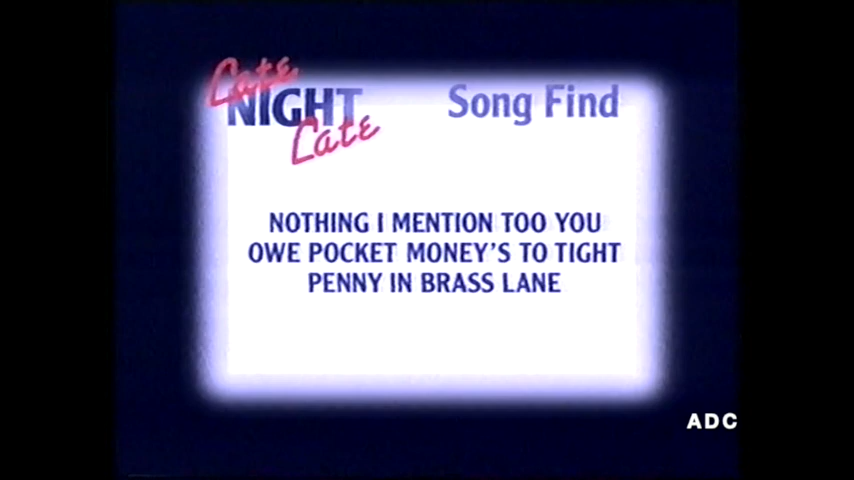 Late
NIGHT
Late
Song Find
NOTHING I MENTION TOO YOU
OWE POCKET MONEY'S TO TIGHT
PENNY IN BRASS LANE
ADC